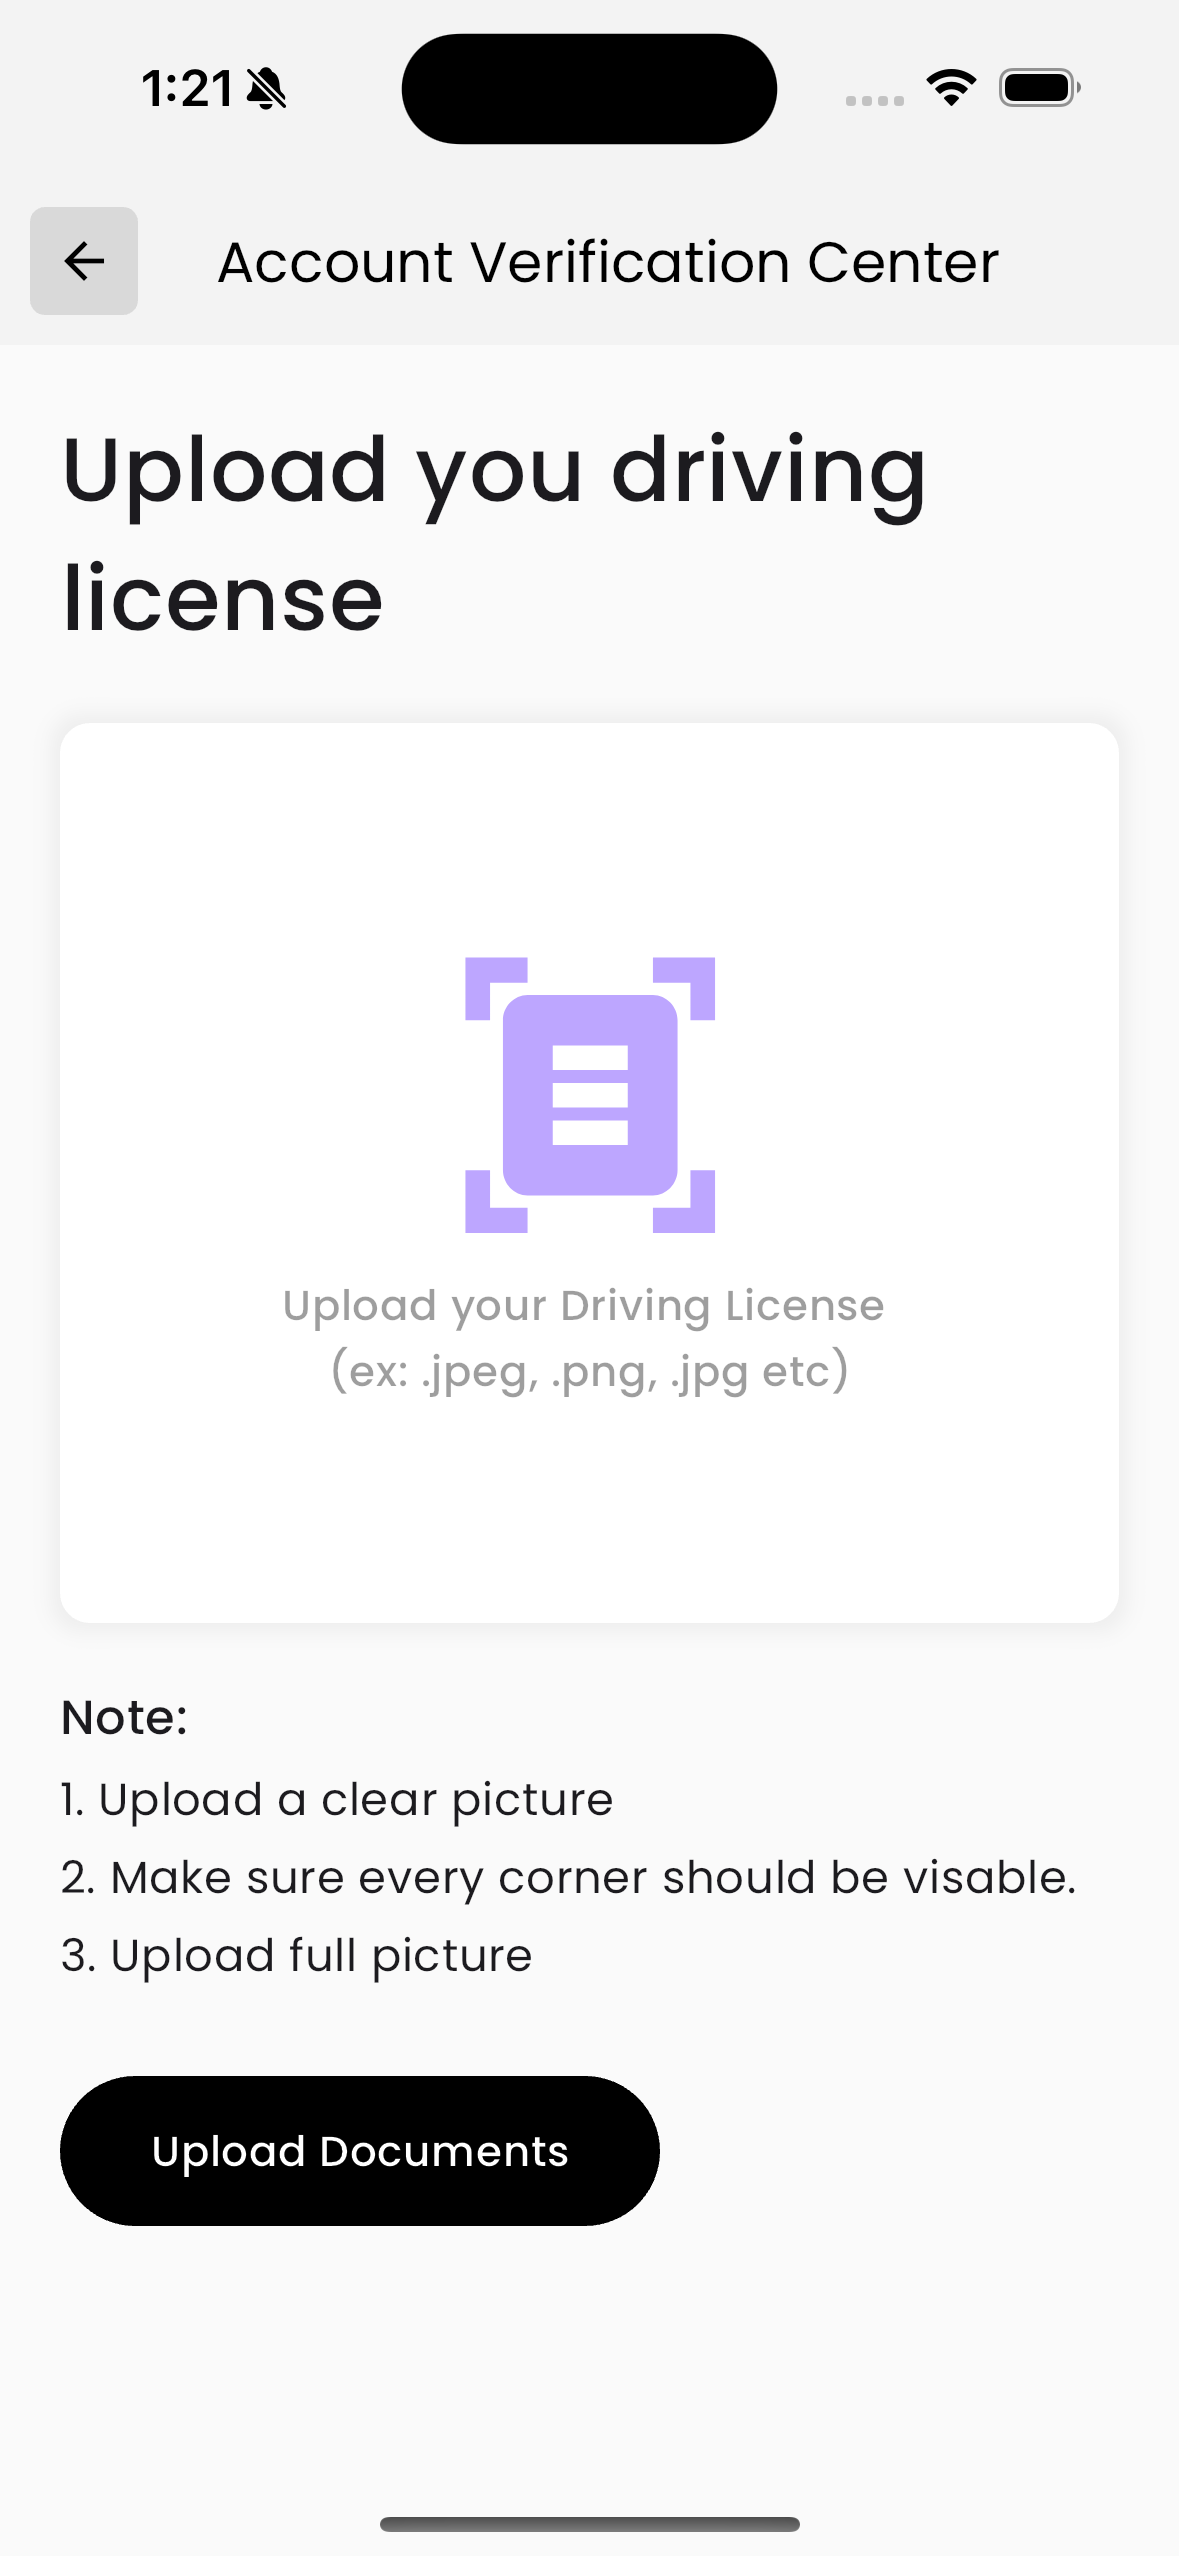 1:21
Account Verification Center
Upload you driving
license
Upload your Driving License
(ex: .jpeg, .png, .jpg etc)
Note:
1. Upload a clear picture
2. Make sure every corner should be visable.
3. Upload full picture
Upload Documents